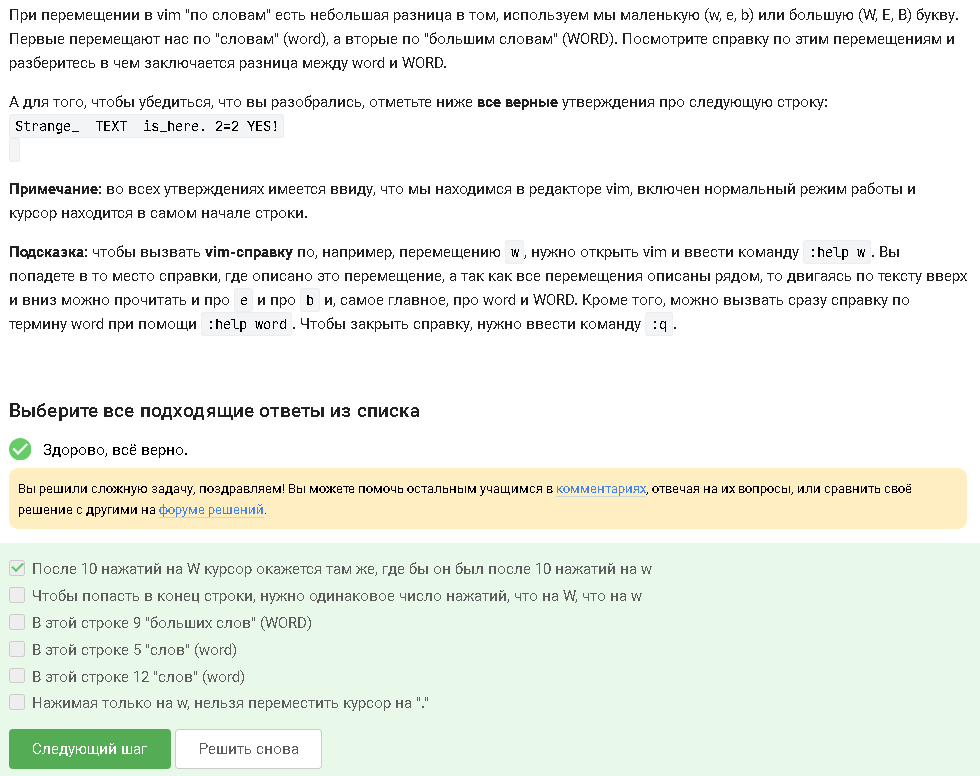 При перемещении в vim "по словам" есть небольшая разница в том, используем мы маленькую (w, e, b) или большую (W, E, B) букву.
Первые перемещают нас по "словам" (word), а вторые по "большим словам" (WORD). Посмотрите справку по этим перемещениям и
разберитесь в чем заключается разница между word и WORD.
А для того, чтобы убедиться, что вы разобрались, отметьте ниже все верные утверждения про следующую строку:
Strange_  TEXT  is_here. 2=2 YES!
Примечание: во всех утверждениях имеется ввиду, что мы находимся в редакторе vim, включен нормальный режим работы и
курсор находится в самом начале строки.
Подсказка: чтобы вызвать vim-справку по, например, перемещению w, нужно открыть vim и ввести команду :help w. Вы
попадете в то место справки, где описано это перемещение, а так как все перемещения описаны рядом, то двигаясь по тексту вверх
и вниз можно прочитать и про e и про b и, самое главное, про word и WORD. Кроме того, можно вызвать сразу справку по
термину word при помощи :help word. Чтобы закрыть справку, нужно ввести команду :q.
Выберите все подходящие ответы из списка
Здорово, всё верно.
Вы решили сложную задачу, поздравляем! Вы можете помочь остальным учащимся в комментариях, отвечая на их вопросы, или сравнить своё
решение с другими на форуме решений.
После 10 нажатий на W курсор окажется там же, где бы он был после 10 нажатий на w
Чтобы попасть в конец строки, нужно одинаковое число нажатий, что на W, что на w
В этой строке 9 "больших слов" (WORD)
В этой строке 5 "слов" (word)
В этой строке 12 "слов" (word)
Нажимая только на w, нельзя переместить курсор на "."
Следующий шаг
Решить снова